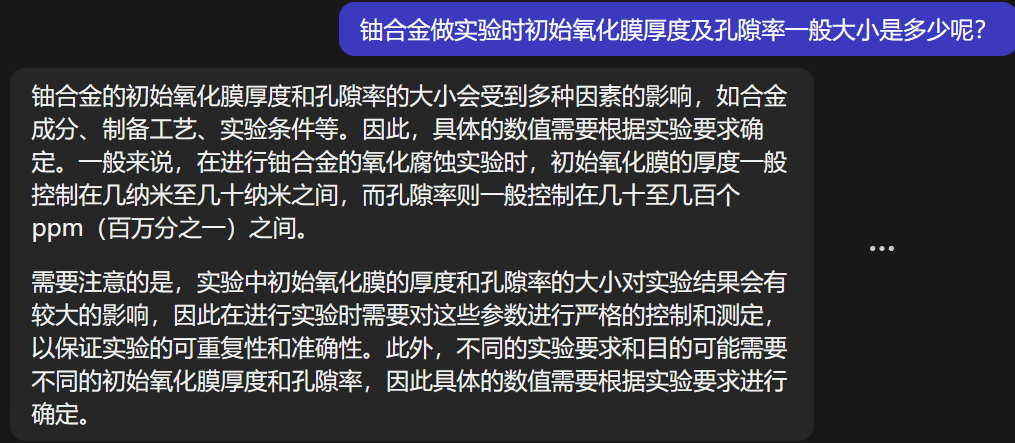 铀合金做实验时初始氧化膜厚度及孔隙率一般大小是多少呢？
铀合金的初始氧化膜厚度和孔隙率的大小会受到多种因素的影响，如合金
成分、制备工艺、实验条件等。因此，具体的数值需要根据实验要求确
定。一般来说，在进行铀合金的氧化腐蚀实验时，初始氧化膜的厚度一般
控制在几纳米至几十纳米之间，而孔隙率则一般控制在几十至几百个
ppm（百万分之一）之间。
需要注意的是，实验中初始氧化膜的厚度和孔隙率的大小对实验结果会有
较大的影响，因此在进行实验时需要对这些参数进行严格的控制和测定，
以保证实验的可重复性和准确性。此外，不同的实验要求和目的可能需要
不同的初始氧化膜厚度和孔隙率，因此具体的数值需要根据实验要求进行
确定。